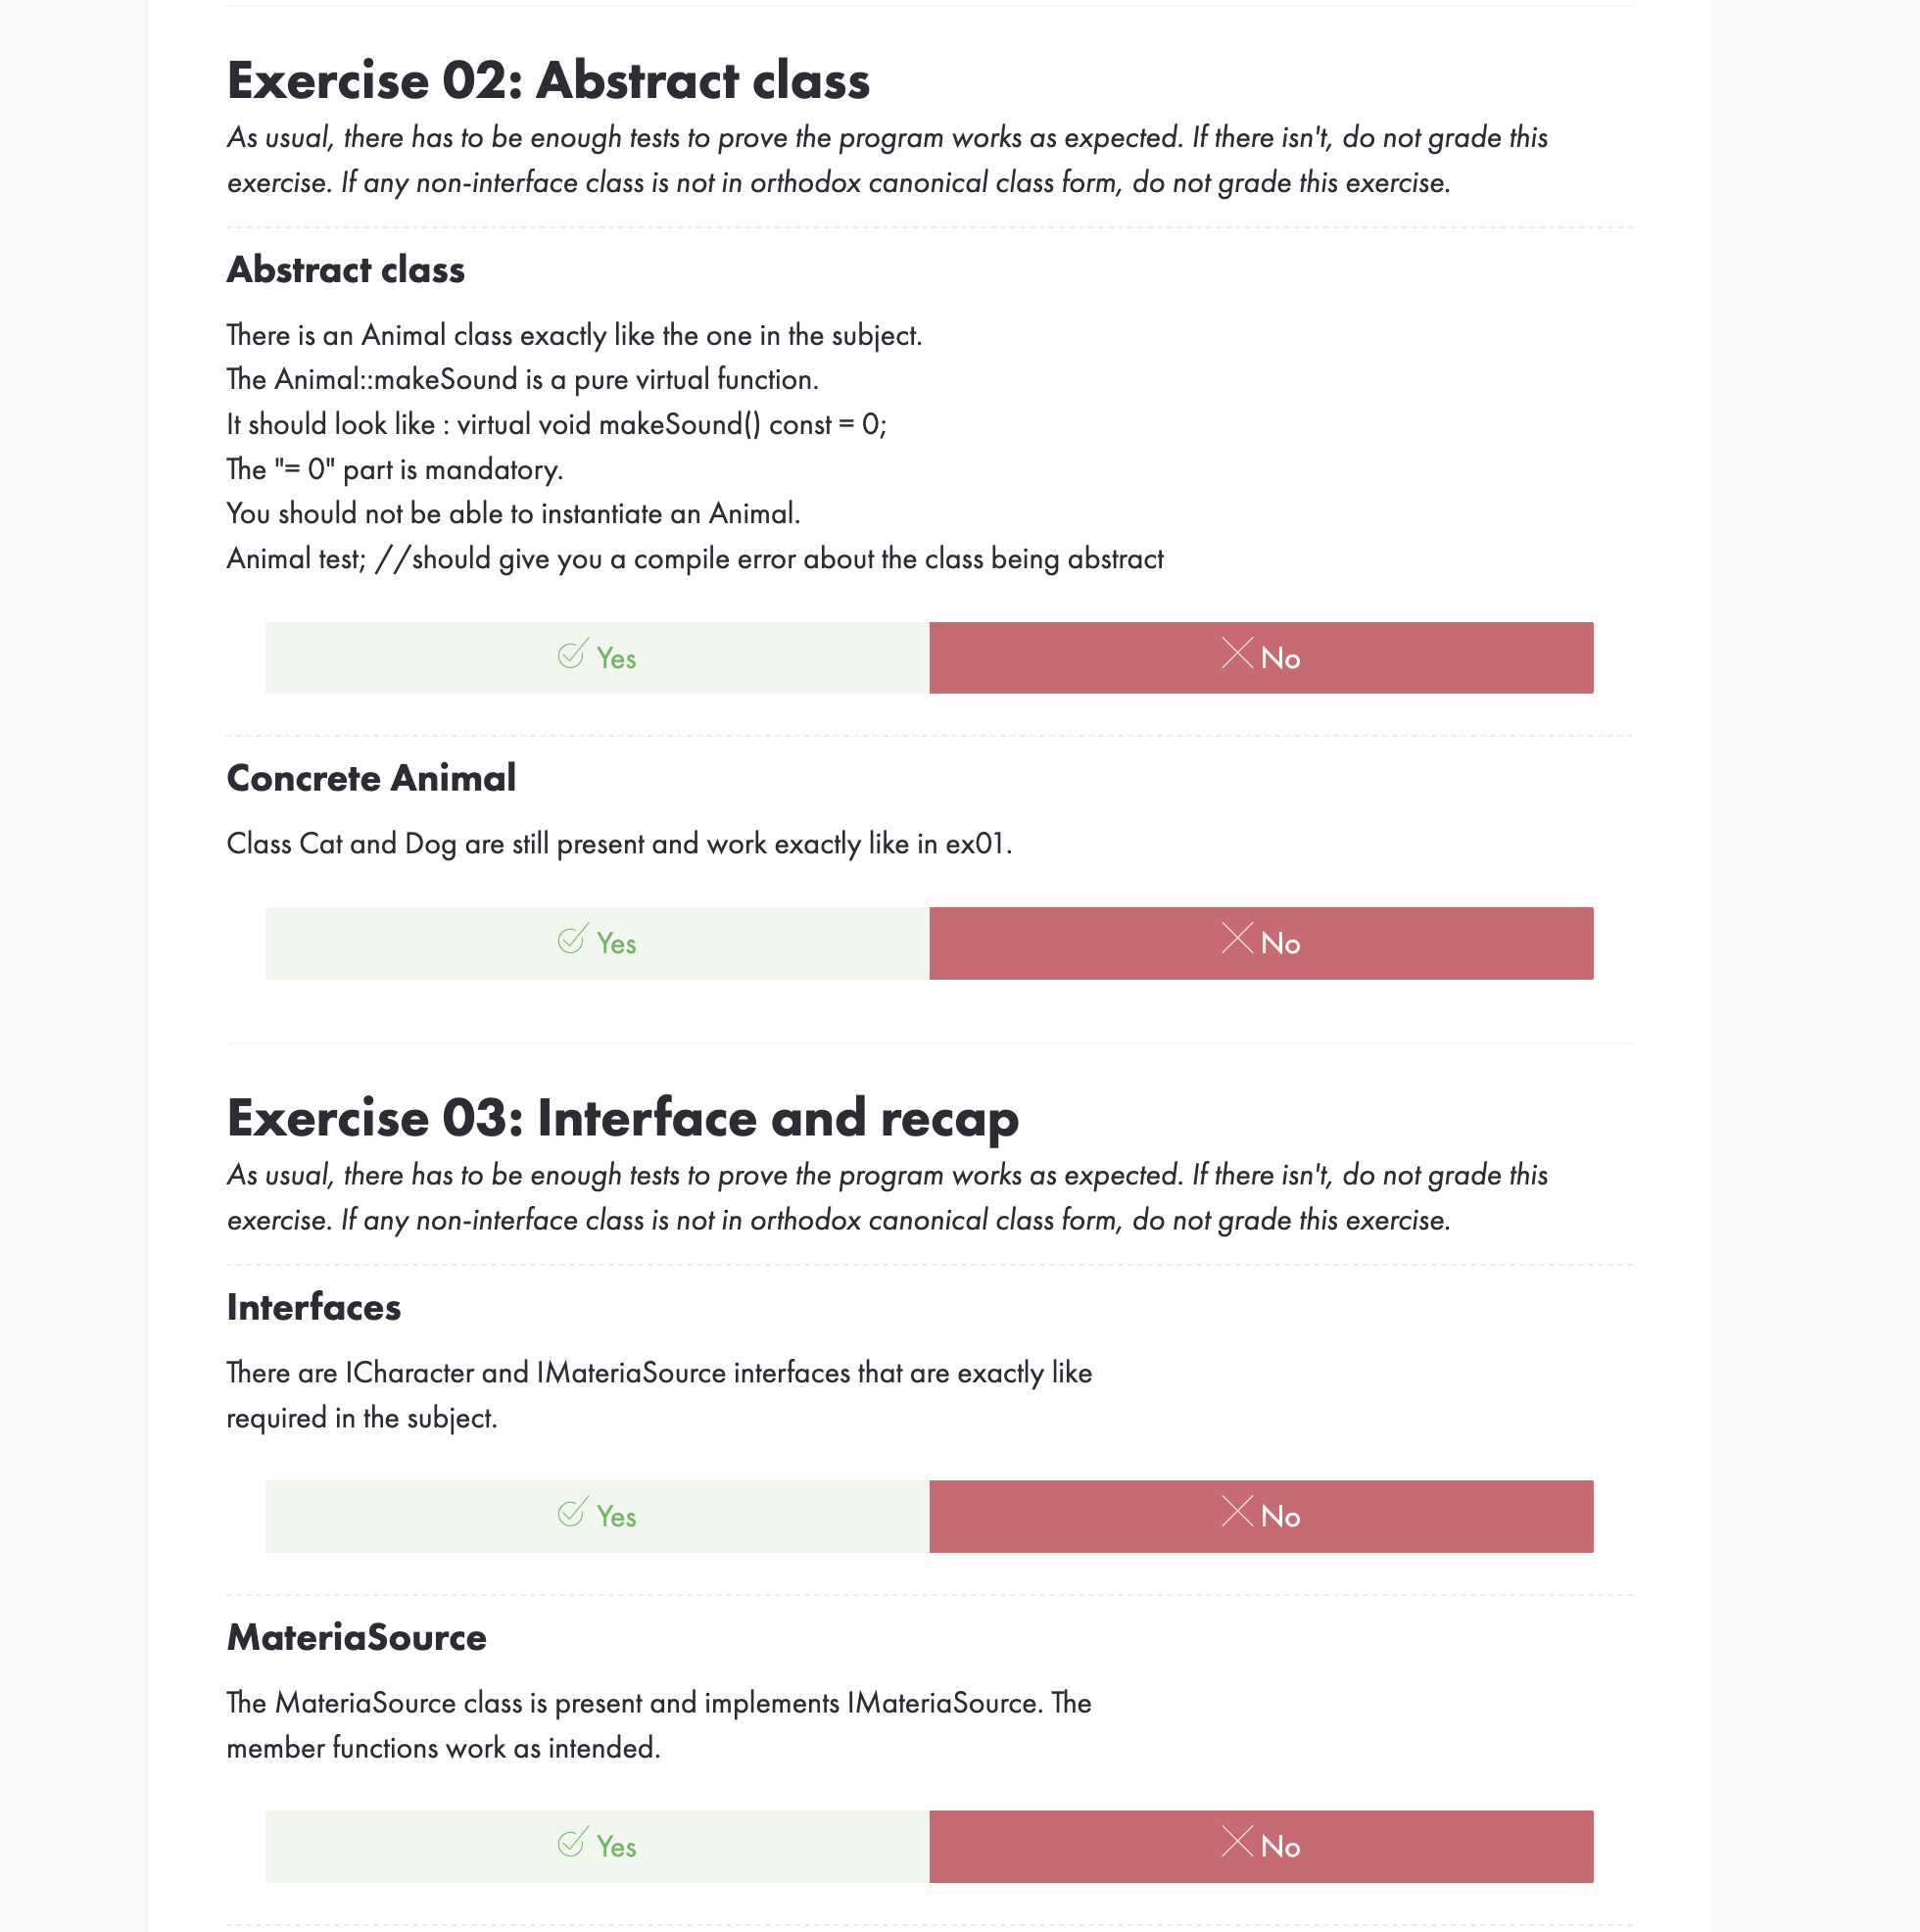 Exercise 02: Abstract class
As usual, there has to be enough tests to prove the program works as expected. If there isn't, do not grade this
exercise. If any non-interface class is not in orthodox canonical class form, do not grade this exercise.
Abstract class
There is an Animal class exactly like the one in the subject.
The Animal::makeSound is a pure virtual function.
It should look like : virtual void makeSound() const = 0;
The "= 0" part is mandatory.
You should not be able to instantiate an Animal.
Animal test; //should give you a compile error about the class being abstract
Yes No
Concrete Animal
Class Cat and Dog are still present and work exactly like in ex01.
Yes No
Exercise 03: Interface and recap
As usual, there has to be enough tests to prove the program works as expected. If there isn't, do not grade this
exercise. If any non-interface class is not in orthodox canonical class form, do not grade this exercise.
Interfaces
There are ICharacter and IMateriaSource interfaces that are exactly like
required in the subject.
Yes No
MateriaSource
The MateriaSource class is present and implements IMateriaSource. The
member functions work as intended.
Yes No